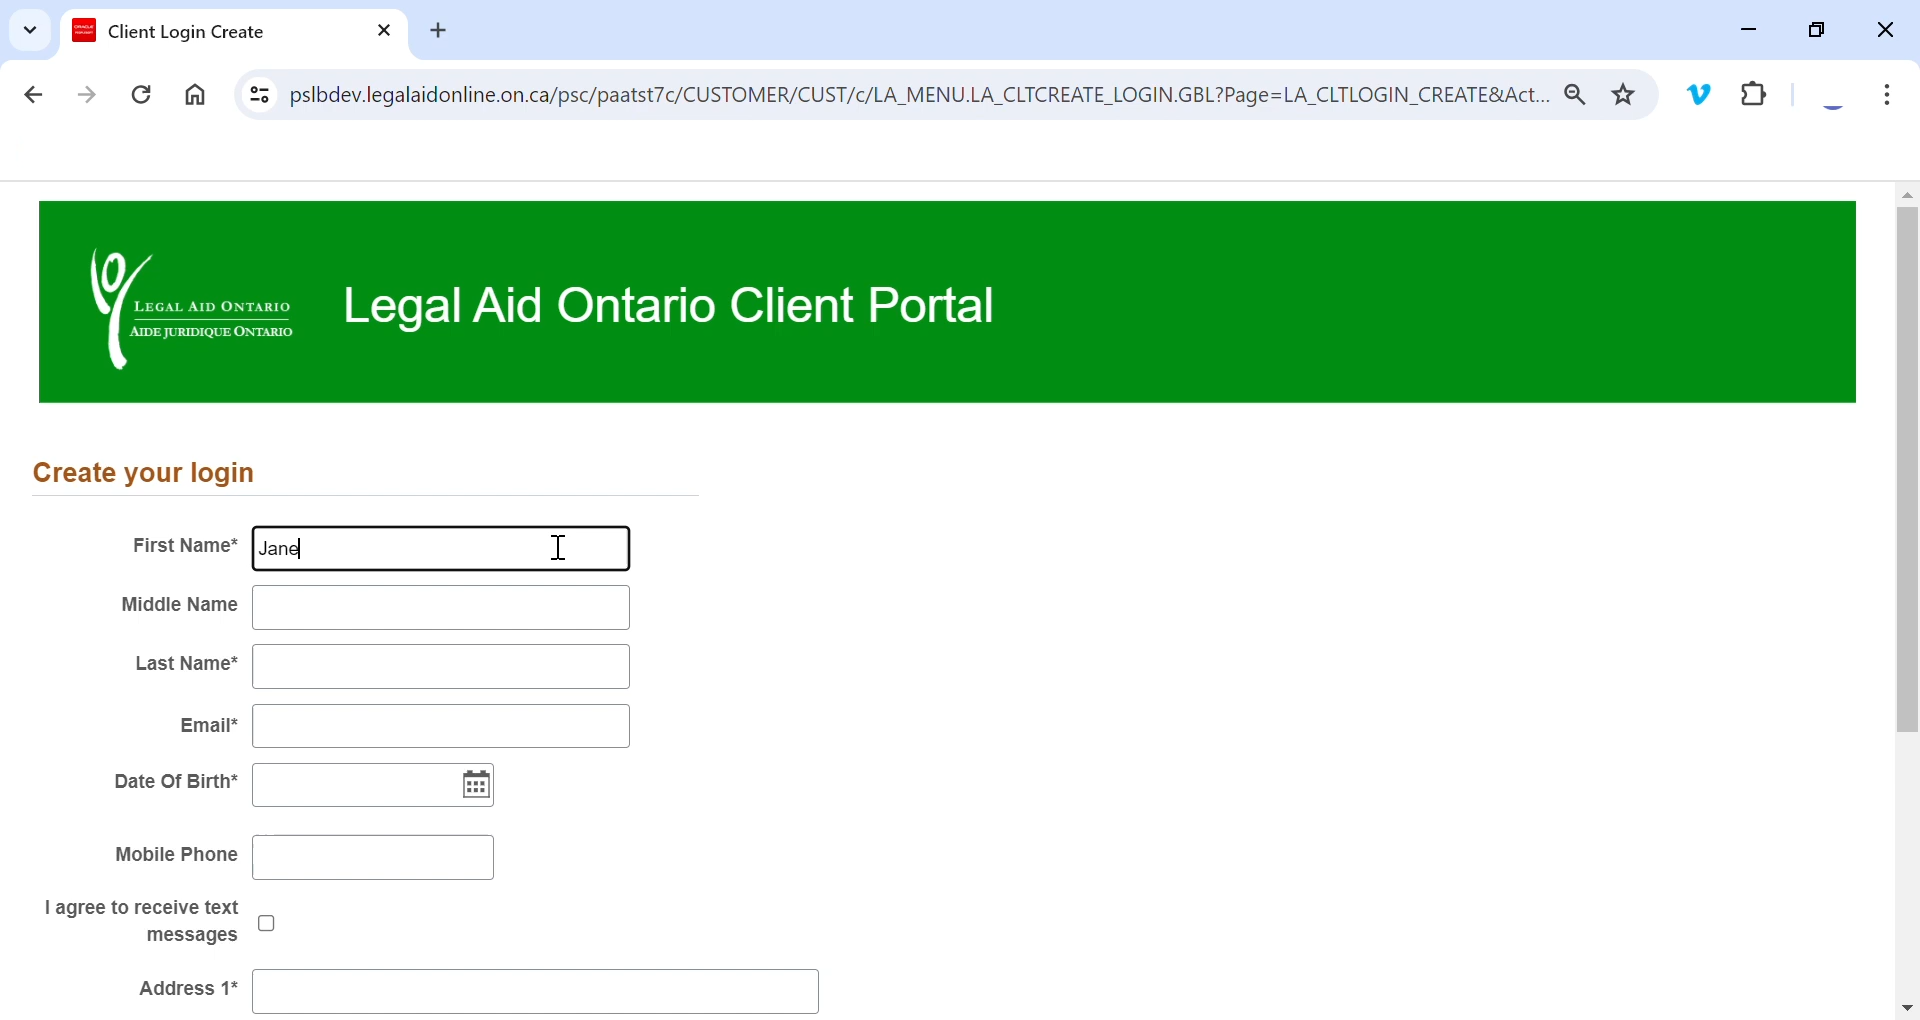 Client Login Create
pslbdev.legalaidonline.on.ca/psc/paatst7c/CUSTOMER/CUST/c/LA_MENU.LA_CLTCREATE_LOGIN.GBL?Page=LA_CLTLOGIN_CREATE&Act...
LEGAL AID ONTARIO
AIDE JURIDIQUE ONTARIO
Legal Aid Ontario Client Portal
Create your login
First Name* Jane
Middle Name
Last Name*
Email*
Date Of Birth*
Mobile Phone
I agree to receive text
messages
Address 1*